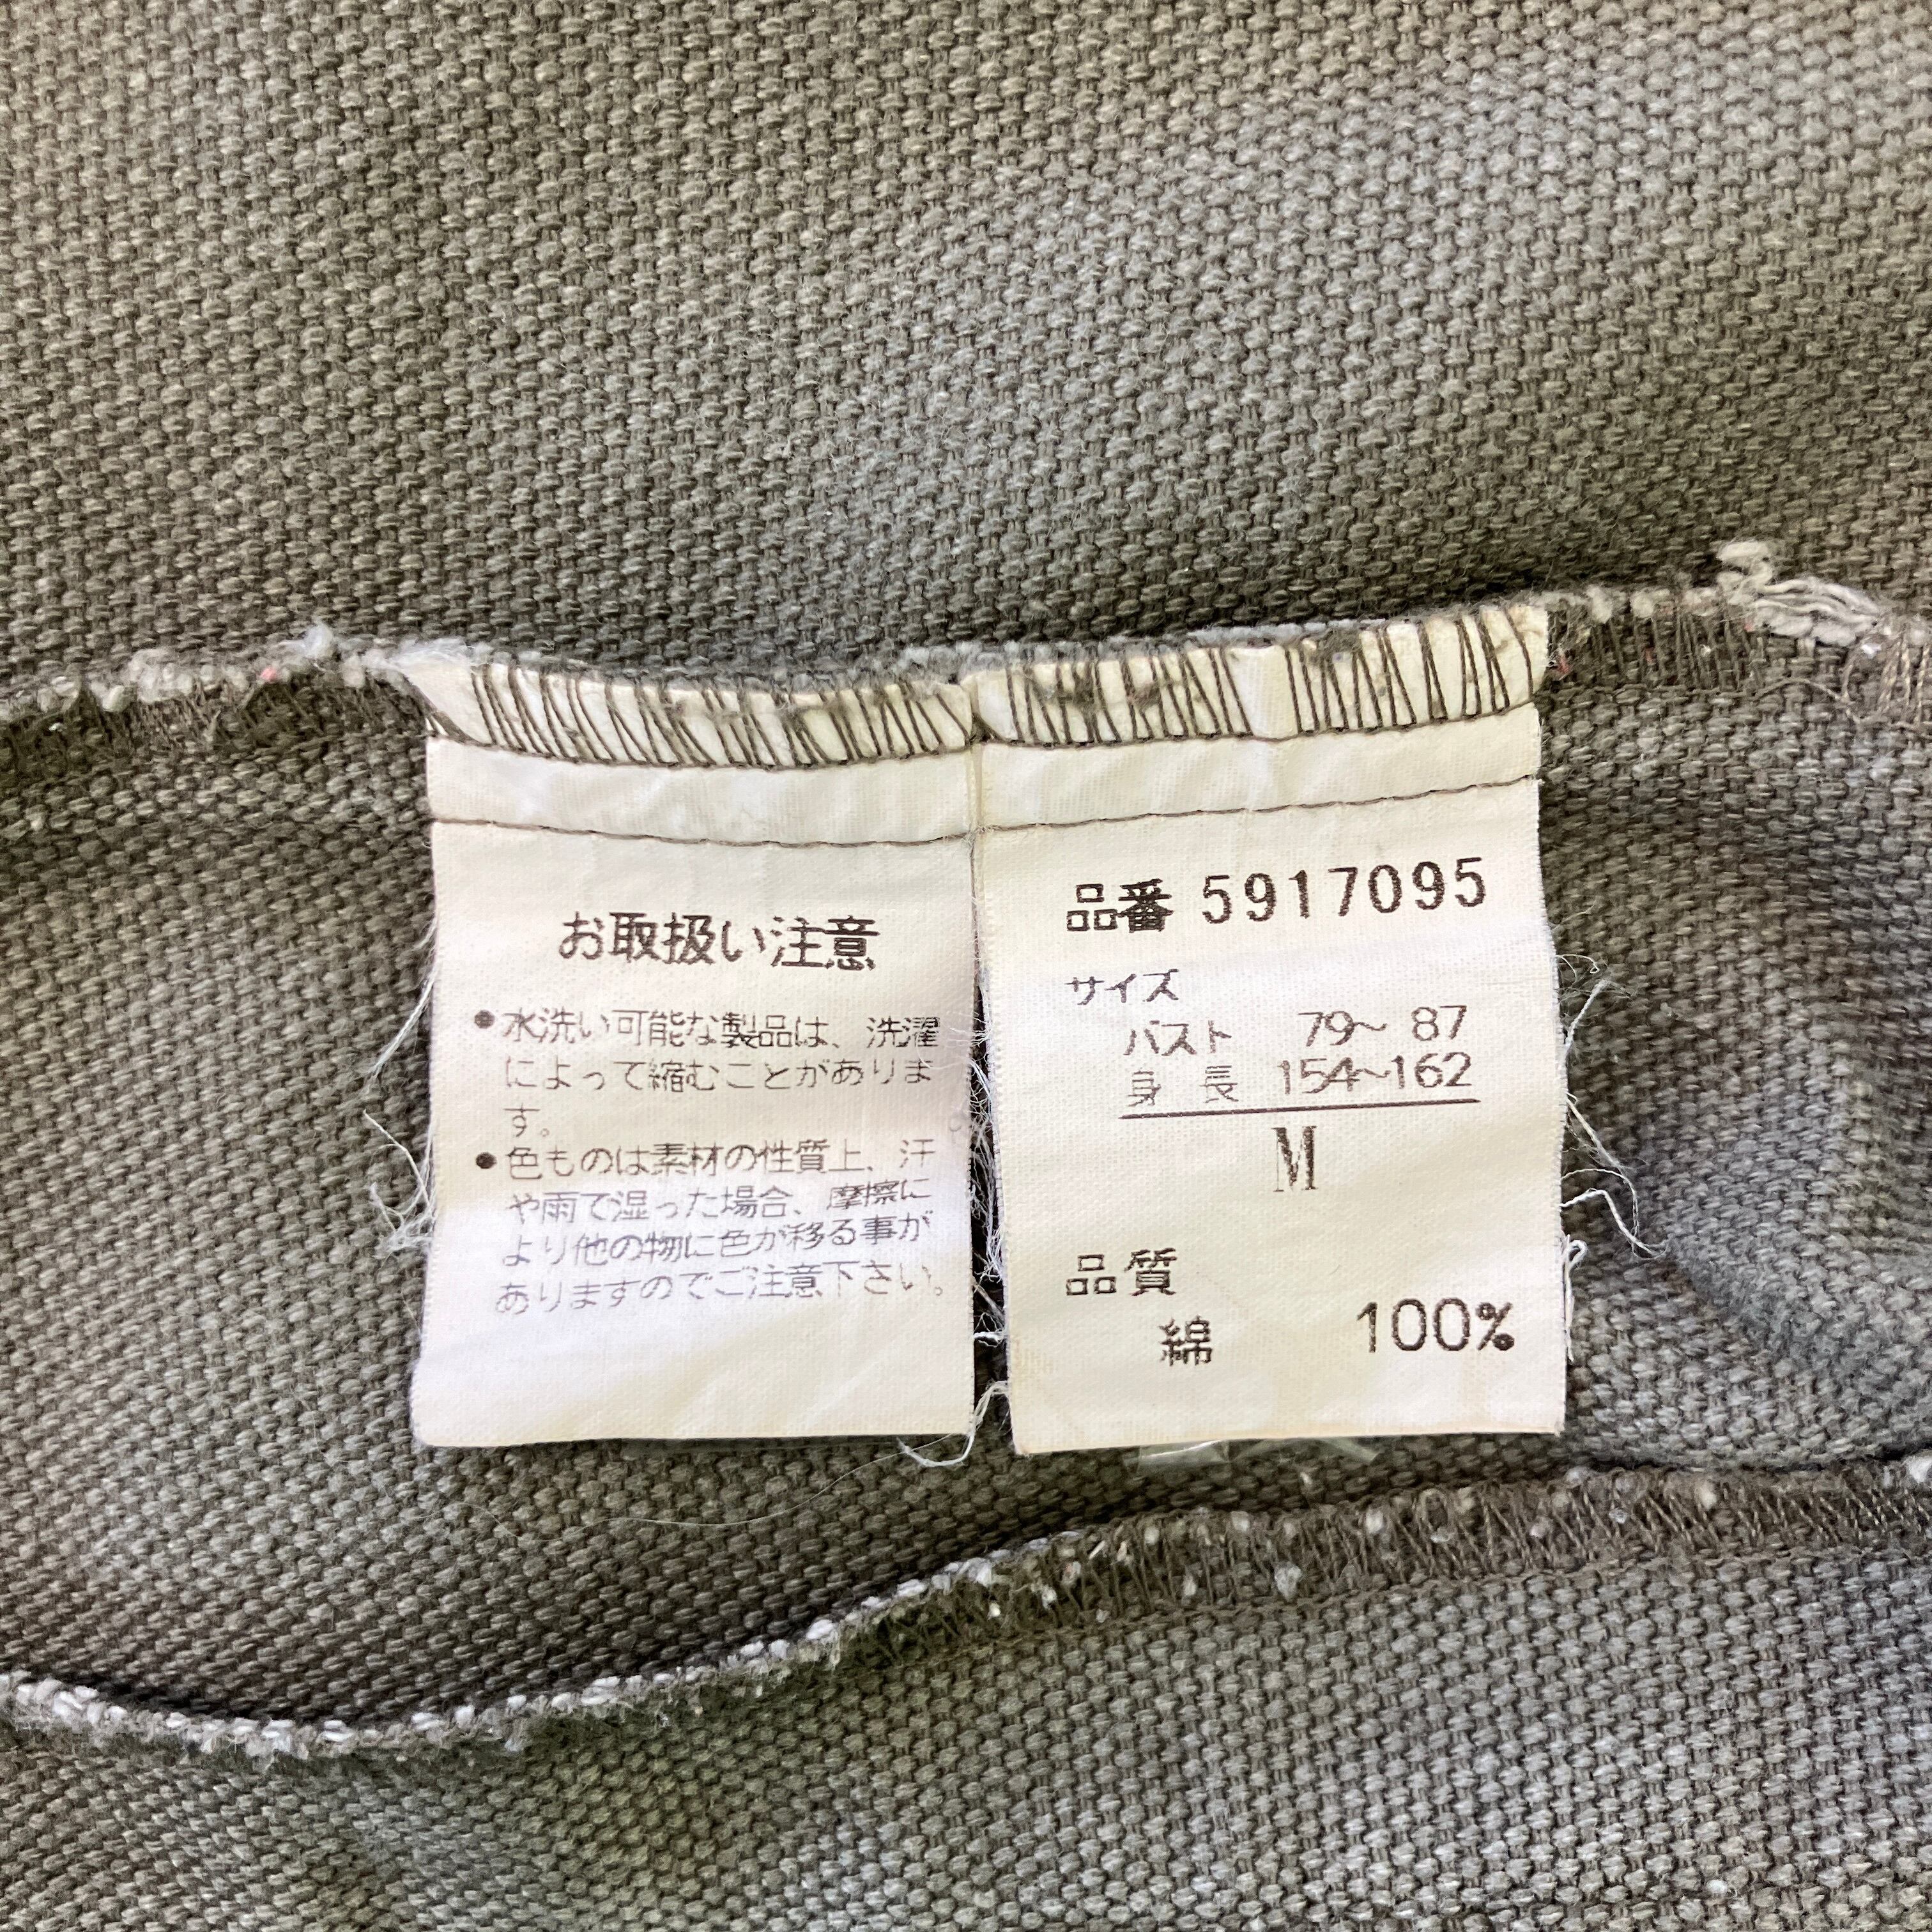 お取扱い注意
●水洗い可能な製品は、洗濯
によって縮むことがありま
す。
●色ものは素材の性質上、汗
や雨で湿った場合、摩擦に
より他の物に色が移る事が
ありますのでご注意下さい。
品番 5917095
サイズ
バスト 79～87
身長 154～162
M
品質
綿 100%